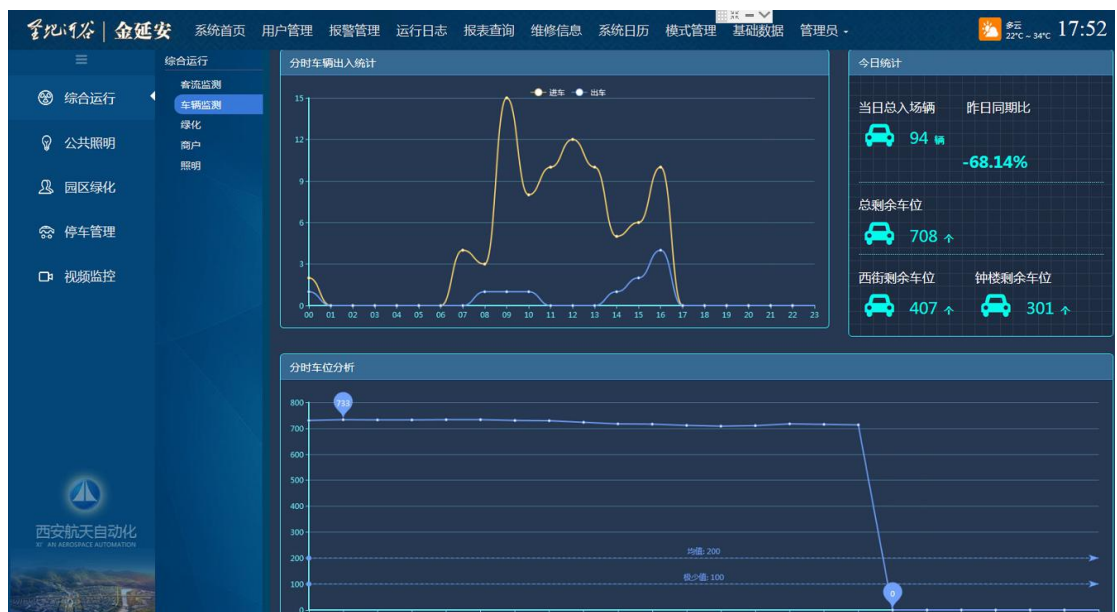 圣地河谷 金延安 系统首页 用户管理 报警管理 运行日志 报表查询 维修信息 系统日历 模式管理 基础数据 管理员 多云 22℃ ~ 34℃ 17:52
综合运行
公共照明
园区绿化
停车管理
视频监控
西安航天自动化
XI' AN AEROSPACE AUTOMATION
综合运行
客流监测
车辆监测
绿化
商户
照明
分时车辆出入统计
进车 出车
15
12
9
6
3
0
00 01 02 03 04 05 06 07 08 09 10 11 12 13 14 15 16 17 18 19 20 21 22 23
今日统计
当日总入场辆 昨日同期比
94 辆
-68.14%
总剩余车位
708 个
西街剩余车位 钟楼剩余车位
407 个 301 个
分时车位分析
800
733
700
600
500
400
300
均值: 200
200
极少值: 100
100
0
0